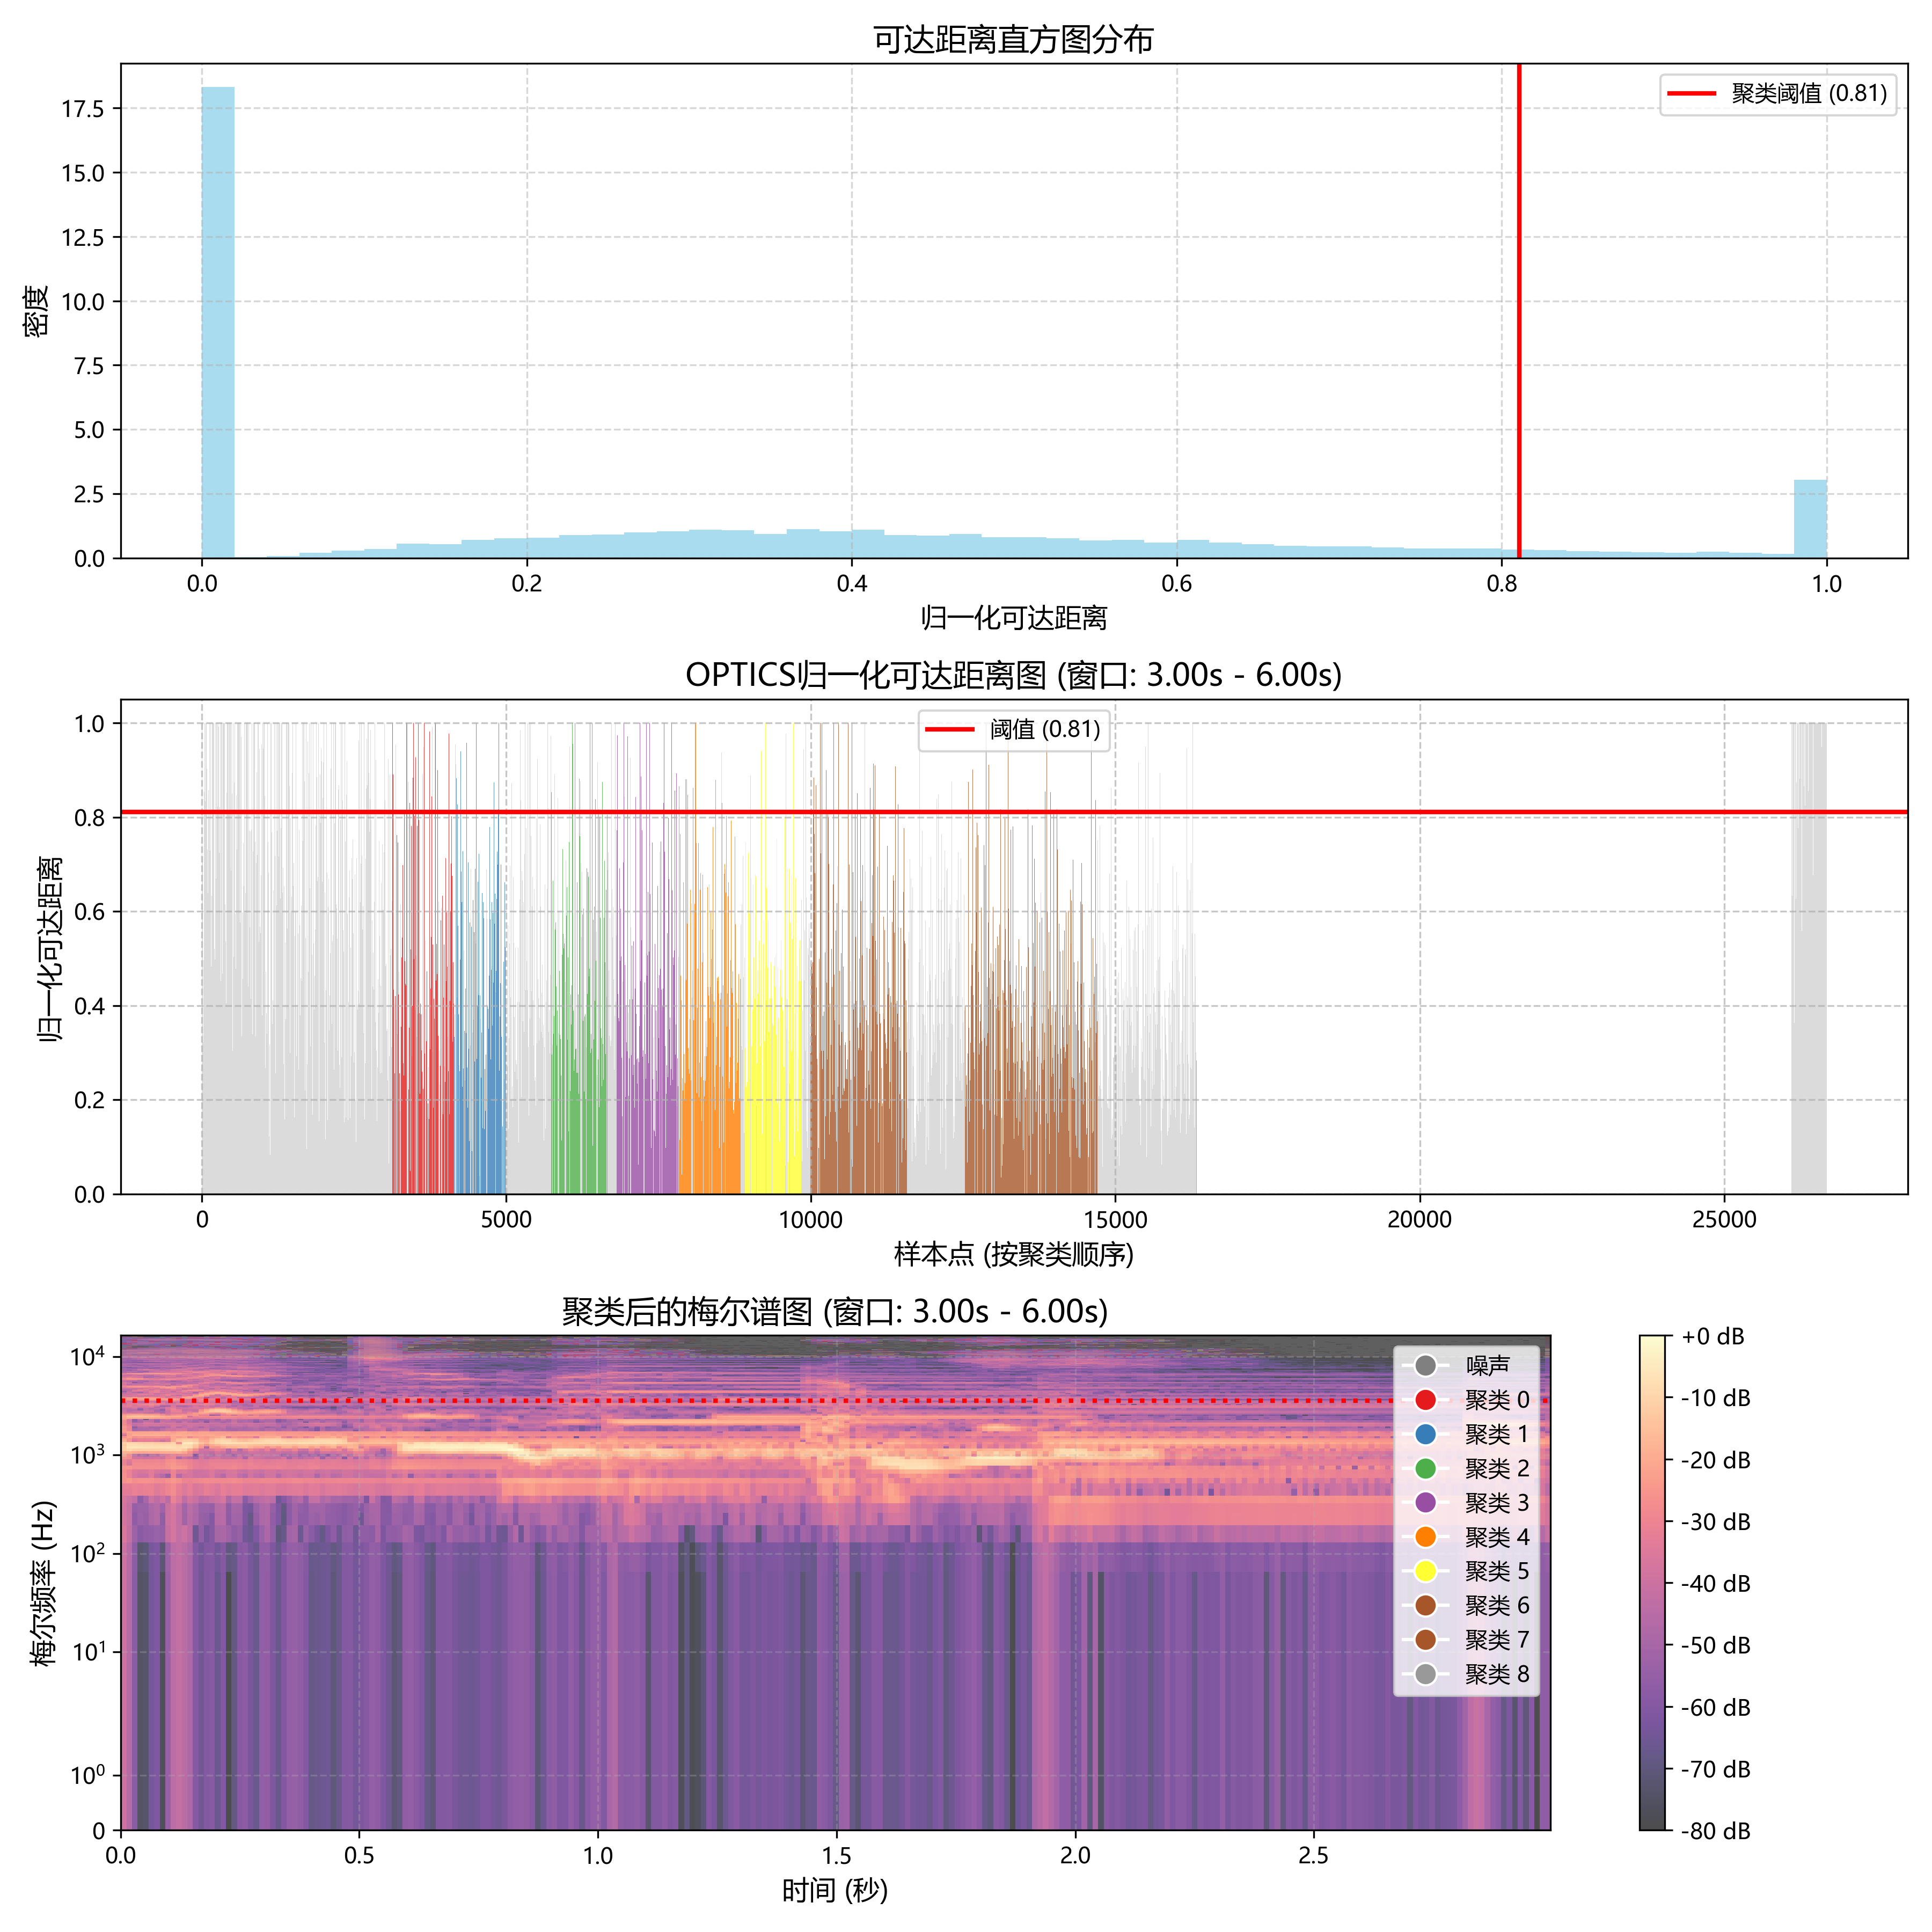 可达距离直方图分布
17.5
15.0
12.5
10.0
7.5
5.0
2.5
0.0
密度
聚类阈值 (0.81)
0.0 0.2 0.4 0.6 0.8 1.0
归一化可达距离
OPTICS归一化可达距离图 (窗口: 3.00s - 6.00s)
1.0
0.8
0.6
0.4
0.2
0.0
归一化可达距离
阈值 (0.81)
0 5000 10000 15000 20000 25000
样本点 (按聚类顺序)
聚类后的梅尔谱图 (窗口: 3.00s - 6.00s)
10⁴
10³
10²
10¹
10⁰
0
梅尔频率 (Hz)
噪声
聚类 0
聚类 1
聚类 2
聚类 3
聚类 4
聚类 5
聚类 6
聚类 7
聚类 8
0.0 0.5 1.0 1.5 2.0 2.5
时间 (秒)
+0 dB
-10 dB
-20 dB
-30 dB
-40 dB
-50 dB
-60 dB
-70 dB
-80 dB